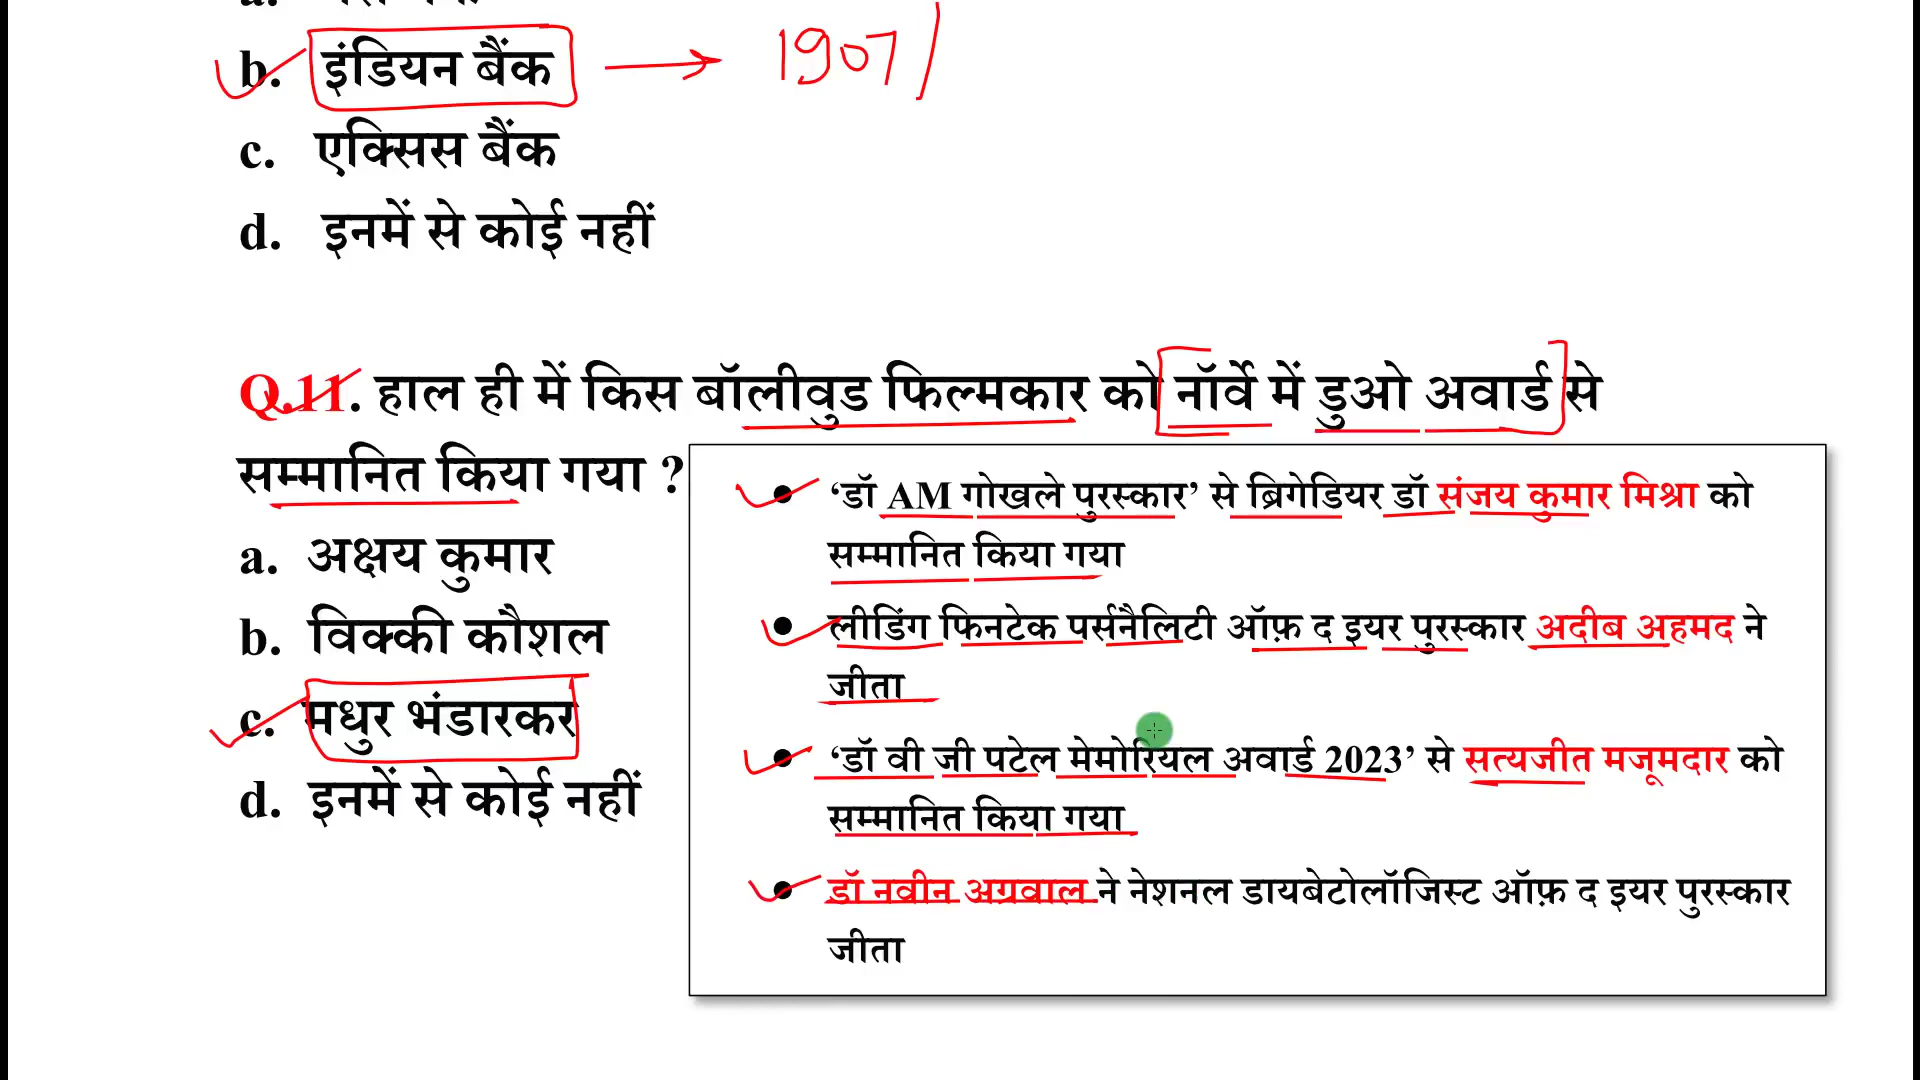 b. इंडियन बैंक → 1907
c. एक्सिस बैंक
d. इनमें से कोई नहीं
Q.11. हाल ही में किस बॉलीवुड फिल्मकार को नॉर्वे में डुओ अवार्ड से
सम्मानित किया गया ?
a. अक्षय कुमार
b. विक्की कौशल
c. मधुर भंडारकर
d. इनमें से कोई नहीं
● ‘डॉ AM गोखले पुरस्कार’ से ब्रिगेडियर डॉ संजय कुमार मिश्रा को
सम्मानित किया गया
● लीडिंग फिनटेक पर्सनैलिटी ऑफ़ द इयर पुरस्कार अदीब अहमद ने
जीता
● ‘डॉ वी जी पटेल मेमोरियल अवार्ड 2023’ से सत्यजीत मजूमदार को
सम्मानित किया गया
● डॉ नवीन अग्रवाल ने नेशनल डायबेटोलॉजिस्ट ऑफ़ द इयर पुरस्कार
जीता